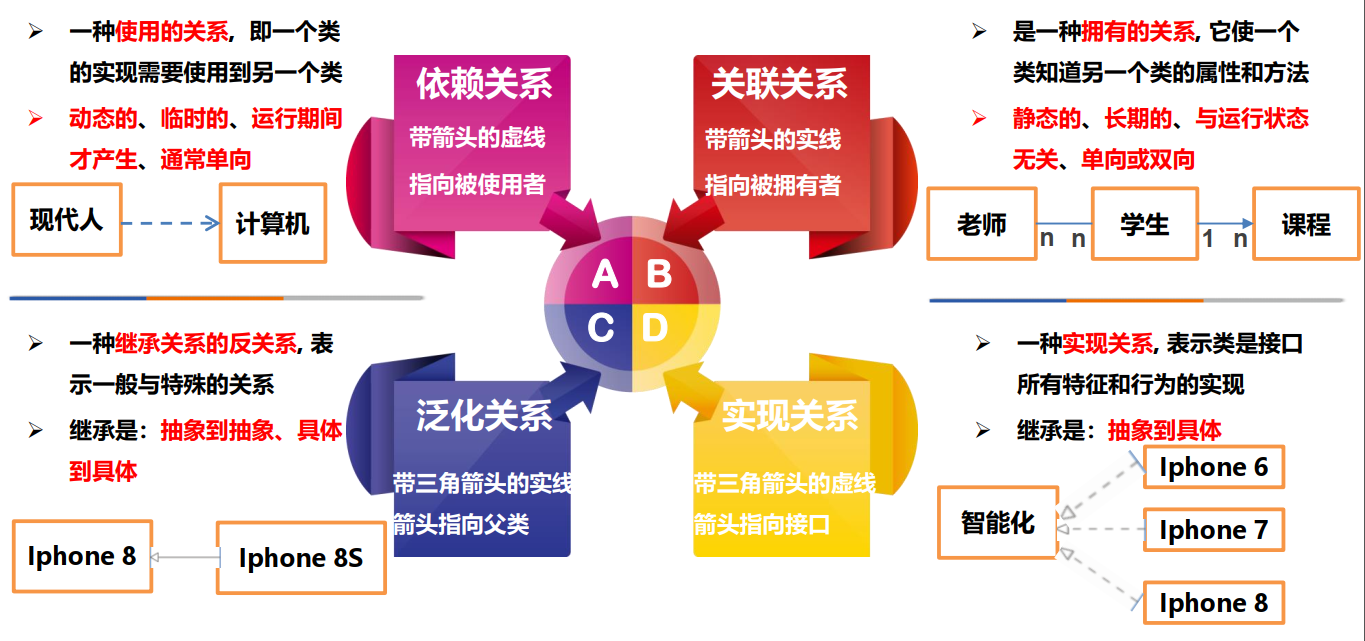 一种使用的关系, 即一个类
的实现需要使用到另一个类
动态的、临时的、运行期间
才产生、通常单向
现代人
计算机
依赖关系
带箭头的虚线
指向被使用者
关联关系
带箭头的实线
指向被拥有者
是一种拥有的关系, 它使一个
类知道另一个类的属性和方法
静态的、长期的、与运行状态
无关、单向或双向
老师
n n
学生
1 n
课程
A B
C D
一种继承关系的反关系, 表
示一般与特殊的关系
继承是：抽象到抽象、具体
到具体
Iphone 8
Iphone 8S
泛化关系
带三角箭头的实线
箭头指向父类
实现关系
带三角箭头的虚线
箭头指向接口
一种实现关系, 表示类是接口
所有特征和行为的实现
继承是：抽象到具体
智能化
Iphone 6
Iphone 7
Iphone 8